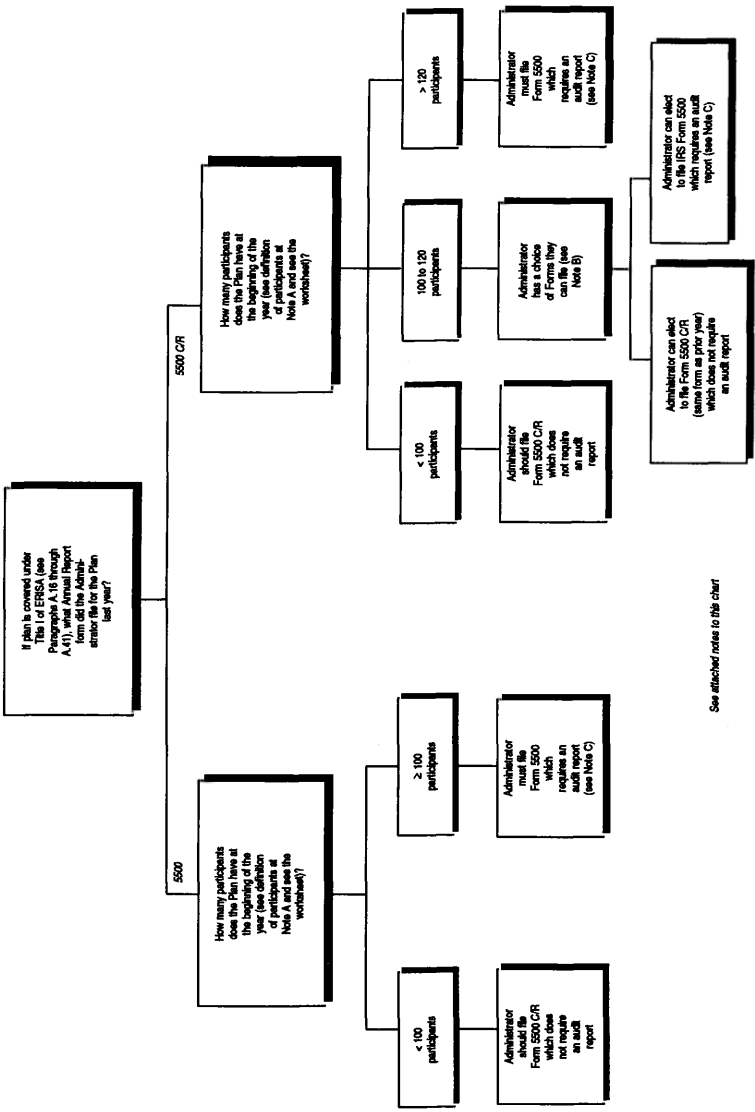 If plan is covered under
Title I of ERISA (see
Paragraphs A.16 through
A.41), what Annual Report
form did the Admini-
strator file for the Plan
last year?
5500
5500 C/R
How many participants
does the Plan have at
the beginning of the
year (see definition
of participants at
Note A and see the
worksheet)?
How many participants
does the Plan have at
the beginning of the
year (see definition
of participants at
Note A and see the
worksheet)?
< 100
participants
≥ 100
participants
< 100
participants
100 to 120
participants
> 120
participants
Administrator
should file
Form 5500 C/R
which does
not require
an audit
report
Administrator
must file
Form 5500
which
requires an
audit report
(see Note C)
Administrator
should file
Form 5500 C/R
which does
not require
an audit
report
Administrator
has a choice
of Forms they
can file (see
Note B)
Administrator
must file
Form 5500
which
requires an
audit report
(see Note C)
Administrator can elect
to file Form 5500 C/R
(same form as prior year)
which does not require
an audit report
Administrator can elect
to file IRS Form 5500
which requires an audit
report (see Note C)
See attached notes to this chart